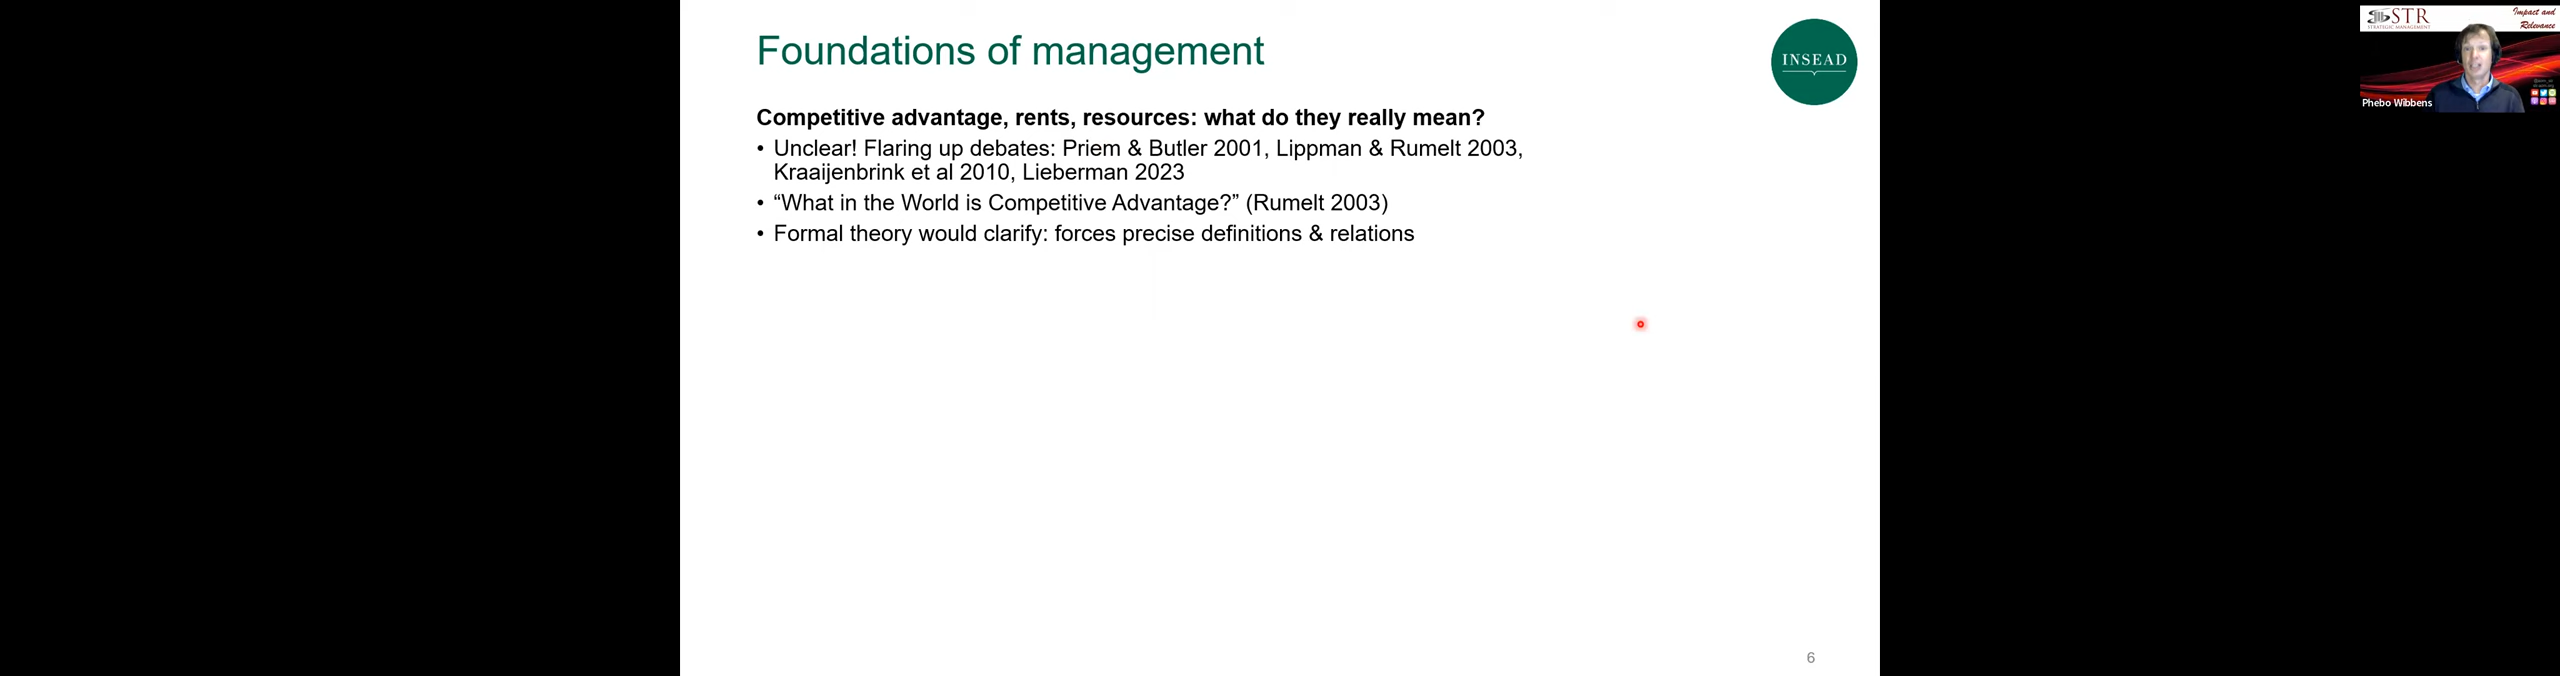 Foundations of management
INSEAD
Competitive advantage, rents, resources: what do they really mean?
• Unclear! Flaring up debates: Priem & Butler 2001, Lippman & Rumelt 2003,
Kraaijenbrink et al 2010, Lieberman 2023
• “What in the World is Competitive Advantage?” (Rumelt 2003)
• Formal theory would clarify: forces precise definitions & relations
6
STR
STRATEGIC MANAGEMENT
Impact and
Relevance
Phebo Wibbens